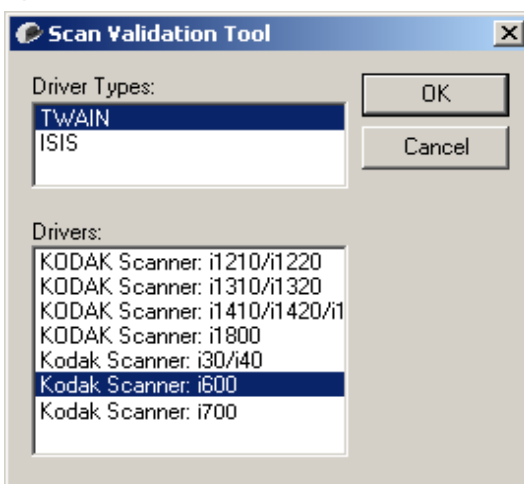 Scan Validation Tool
Driver Types:
OK
TWAIN
ISIS
Cancel
Drivers:
KODAK Scanner: i1210/i1220
KODAK Scanner: i1310/i1320
KODAK Scanner: i1410/i1420/i1
KODAK Scanner: i1800
Kodak Scanner: i30/i40
Kodak Scanner: i600
Kodak Scanner: i700